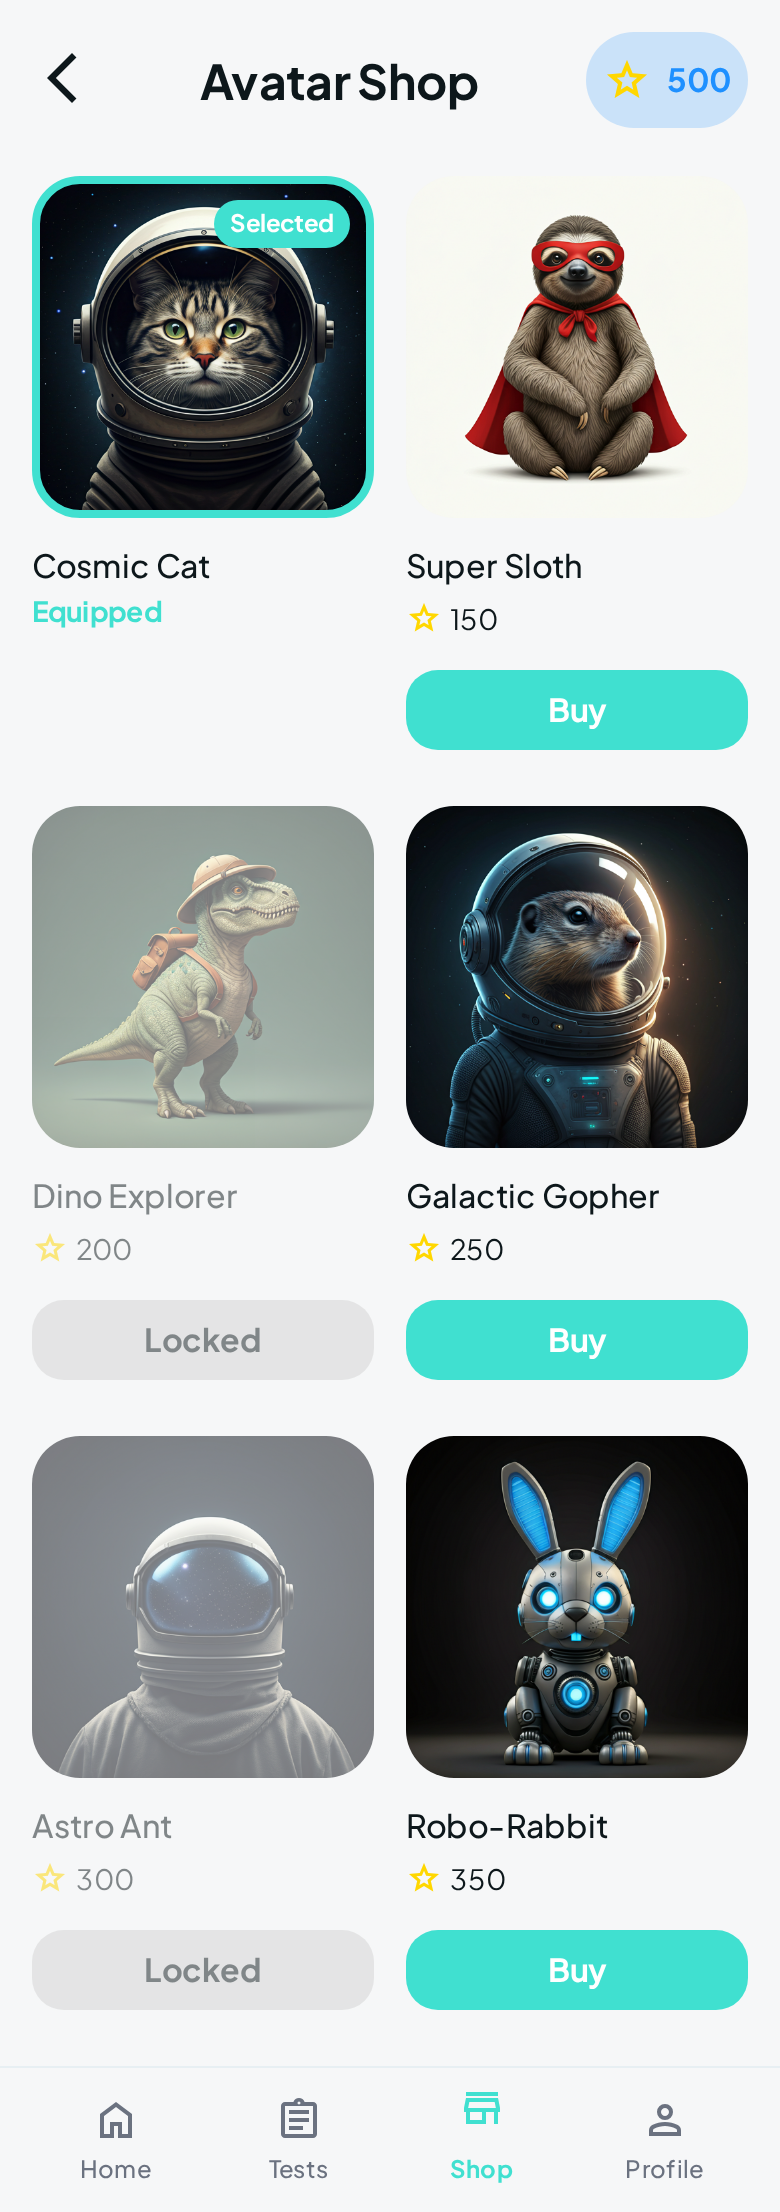 Avatar Shop
500
Selected
Cosmic Cat
Equipped
Super Sloth
150
Buy
Dino Explorer
200
Locked
Galactic Gopher
250
Buy
Astro Ant
300
Locked
Robo-Rabbit
350
Buy
Home
Tests
Shop
Profile